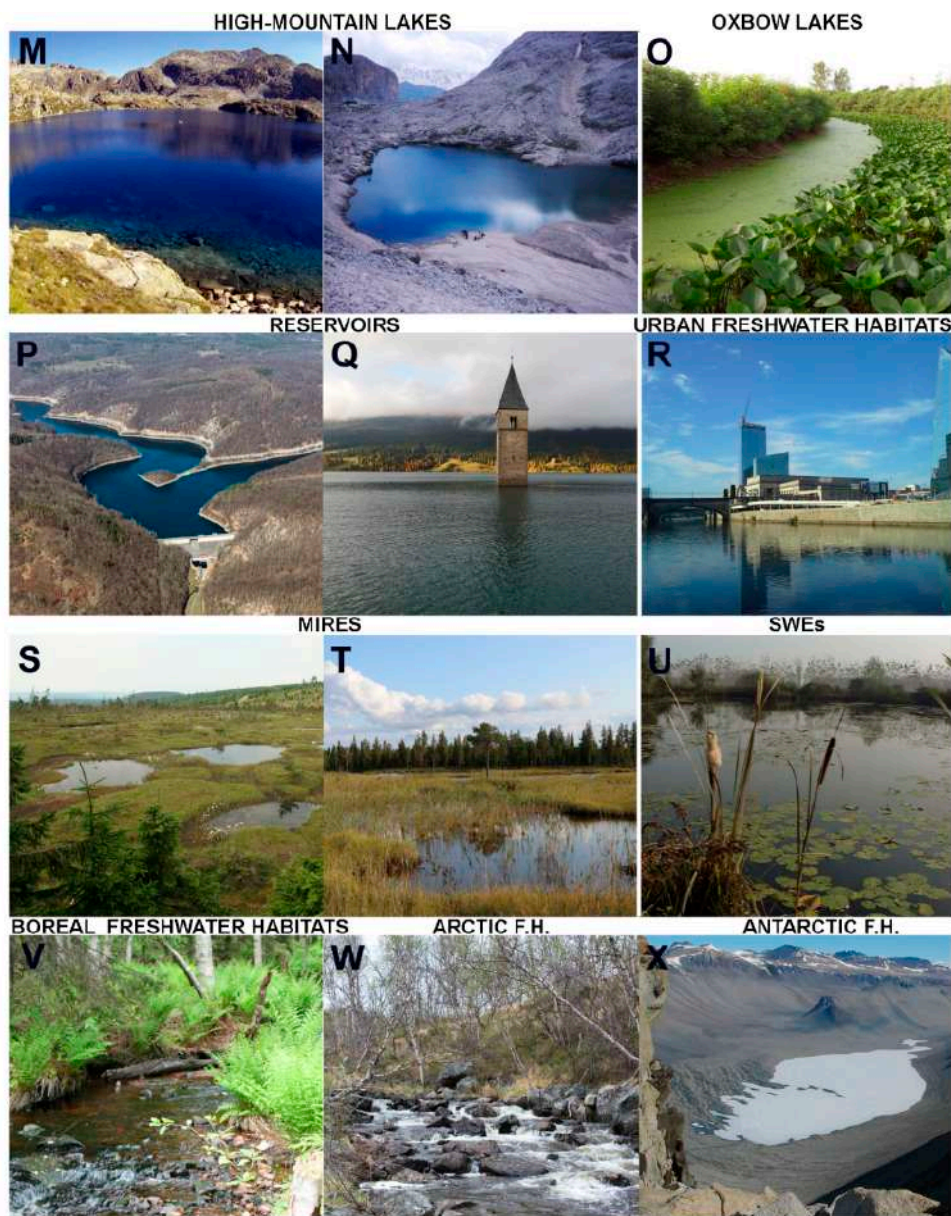 HIGH-MOUNTAIN LAKES
OXBOW LAKES
M
N
O
RESERVOIRS
URBAN FRESHWATER HABITATS
P
Q
R
MIRES
SWEs
S
T
U
BOREAL FRESHWATER HABITATS
ARCTIC F.H.
ANTARCTIC F.H.
V
W
X